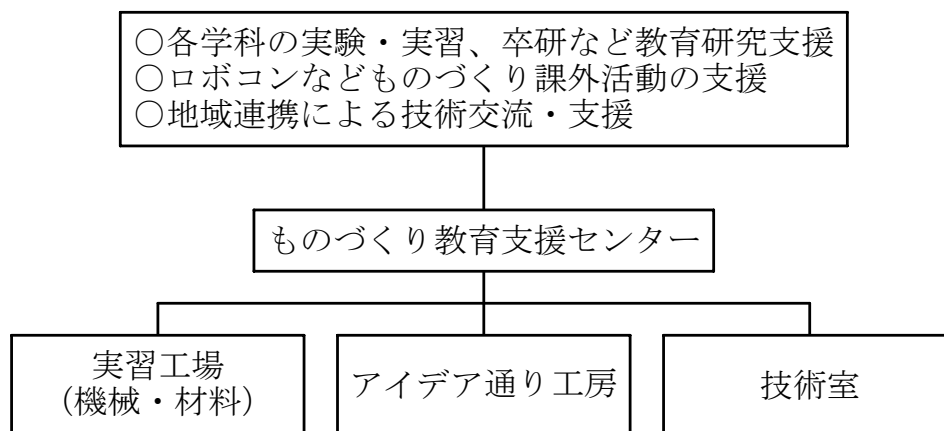 ○各学科の実験・実習、卒研など教育研究支援
○ロボコンなどものづくり課外活動の支援
○地域連携による技術交流・支援
ものづくり教育支援センター
実習工場
(機械・材料)
アイデア通り工房
技術室